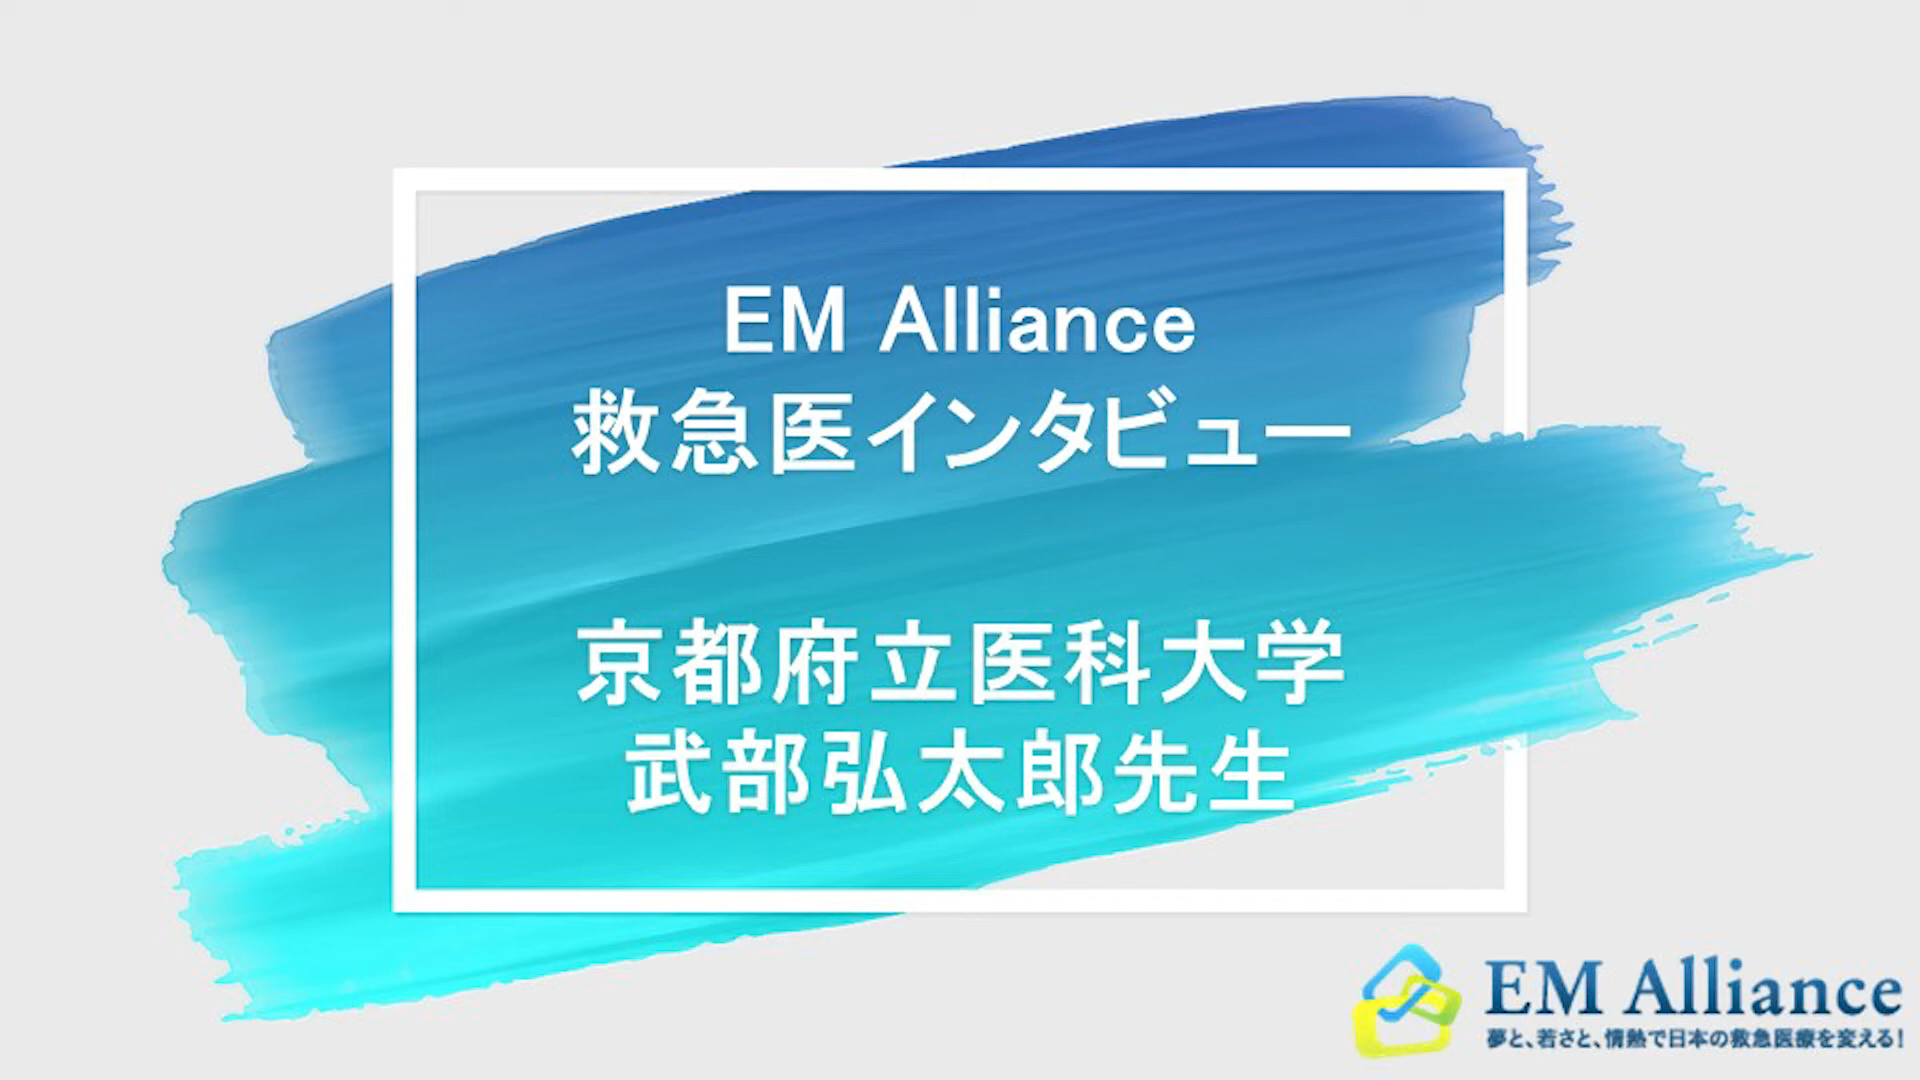 EM Alliance
救急医インタビュー
京都府立医科大学
武部弘太郎先生
EM Alliance
夢と、若さと、情熱で日本の救急医療を変える!